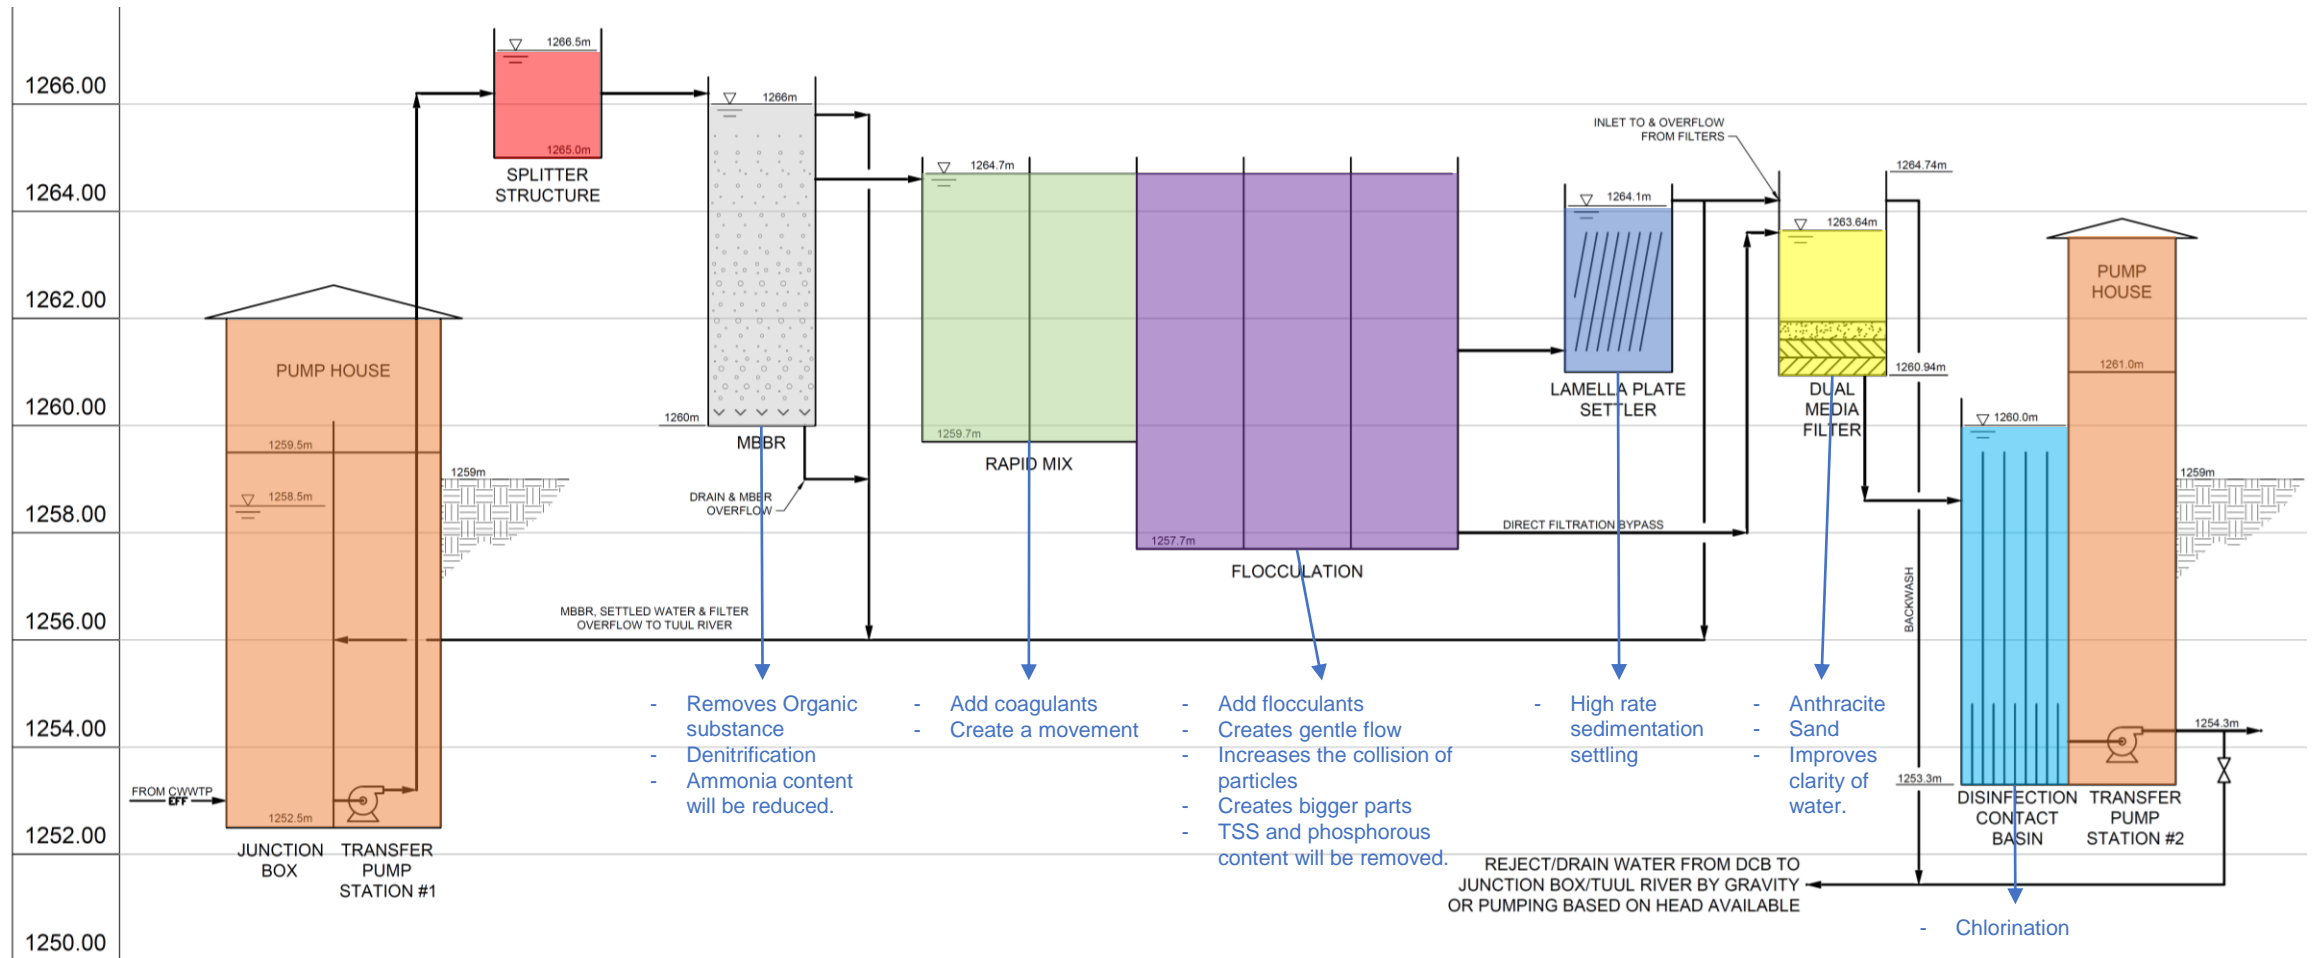 1266.00
1264.00
1262.00
1260.00
1258.00
1256.00
1254.00
1252.00
1250.00
PUMP HOUSE
1259.5m
1258.5m
1252.5m
1259m
FROM CWWTP
EFF
JUNCTION
BOX
TRANSFER
PUMP
STATION #1
1266.5m
1265.0m
SPLITTER
STRUCTURE
1266m
1260m
MBBR
DRAIN & MBBR
OVERFLOW
MBBR, SETTLED WATER & FILTER
OVERFLOW TO TUUL RIVER
1264.7m
1259.7m
RAPID MIX
1257.7m
FLOCCULATION
1264.1m
LAMELLA PLATE
SETTLER
DIRECT FILTRATION BYPASS
INLET TO & OVERFLOW
FROM FILTERS
1264.74m
1263.64m
1260.94m
DUAL
MEDIA
FILTER
BACKWASH
1260.0m
1253.3m
DISINFECTION
CONTACT
BASIN
PUMP
HOUSE
1261.0m
1259m
1254.3m
TRANSFER
PUMP
STATION #2
REJECT/DRAIN WATER FROM DCB TO
JUNCTION BOX/TUUL RIVER BY GRAVITY
OR PUMPING BASED ON HEAD AVAILABLE
- Removes Organic
substance
- Denitrification
- Ammonia content
will be reduced.
- Add coagulants
- Create a movement
- Add flocculants
- Creates gentle flow
- Increases the collision of
particles
- Creates bigger parts
- TSS and phosphorous
content will be removed.
- High rate
sedimentation
settling
- Anthracite
- Sand
- Improves
clarity of
water.
- Chlorination